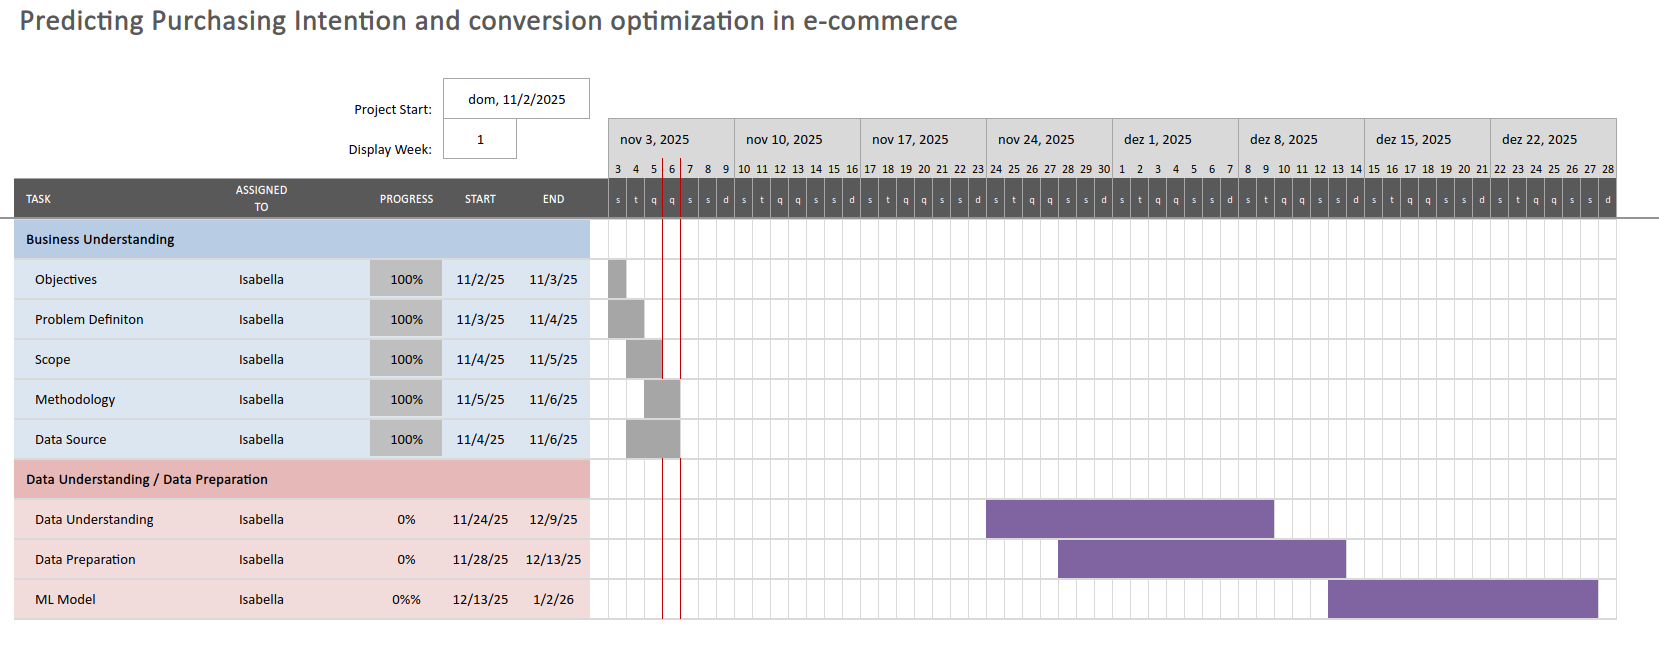 Predicting Purchasing Intention and conversion optimization in e-commerce
Project Start: dom, 11/2/2025
Display Week: 1
nov 3, 2025 nov 10, 2025 nov 17, 2025 nov 24, 2025 dez 1, 2025 dez 8, 2025 dez 15, 2025 dez 22, 2025
3 4 5 6 7 8 9 10 11 12 13 14 15 16 17 18 19 20 21 22 23 24 25 26 27 28 29 30 1 2 3 4 5 6 7 8 9 10 11 12 13 14 15 16 17 18 19 20 21 22 23 24 25 26 27 28
TASK ASSIGNED TO PROGRESS START END s t q q s s d s t q q s s d s t q q s s d s t q q s s d s t q q s s d s t q q s s d s t q q s s d s t q q s s d
Business Understanding
Objectives Isabella 100% 11/2/25 11/3/25
Problem Definiton Isabella 100% 11/3/25 11/4/25
Scope Isabella 100% 11/4/25 11/5/25
Methodology Isabella 100% 11/5/25 11/6/25
Data Source Isabella 100% 11/4/25 11/6/25
Data Understanding / Data Preparation
Data Understanding Isabella 0% 11/24/25 12/9/25
Data Preparation Isabella 0% 11/28/25 12/13/25
ML Model Isabella 0%% 12/13/25 1/2/26